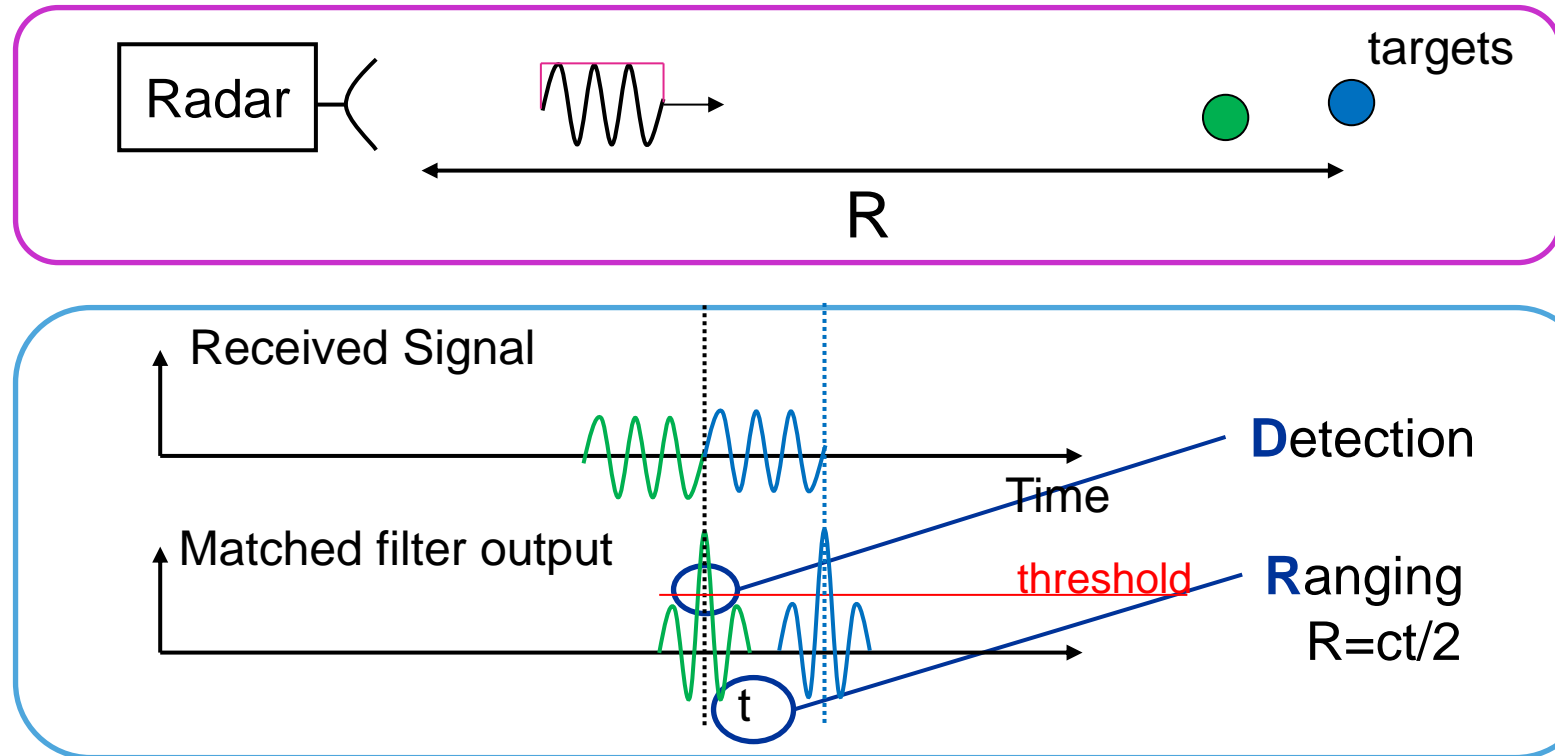 targets
Radar
R
Received Signal
Detection
Time
Matched filter output
threshold
Ranging
R=ct/2
t